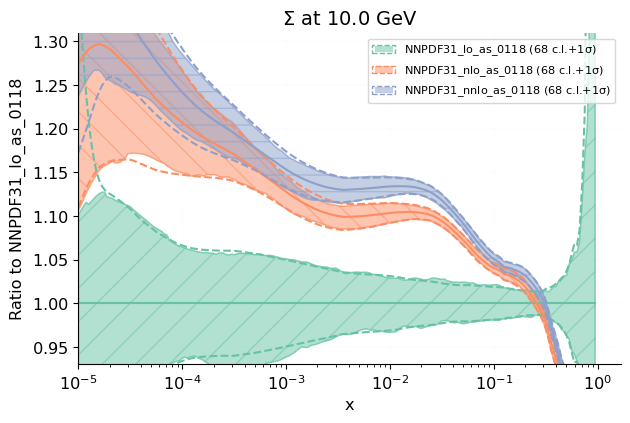 Σ at 10.0 GeV
Ratio to NNPDF31_lo_as_0118
1.30
1.25
1.20
1.15
1.10
1.05
1.00
0.95
NNPDF31_lo_as_0118 (68 c.l.+1σ)
NNPDF31_nlo_as_0118 (68 c.l.+1σ)
NNPDF31_nnlo_as_0118 (68 c.l.+1σ)
10⁻⁵ 10⁻⁴ 10⁻³ 10⁻² 10⁻¹ 10⁰
x